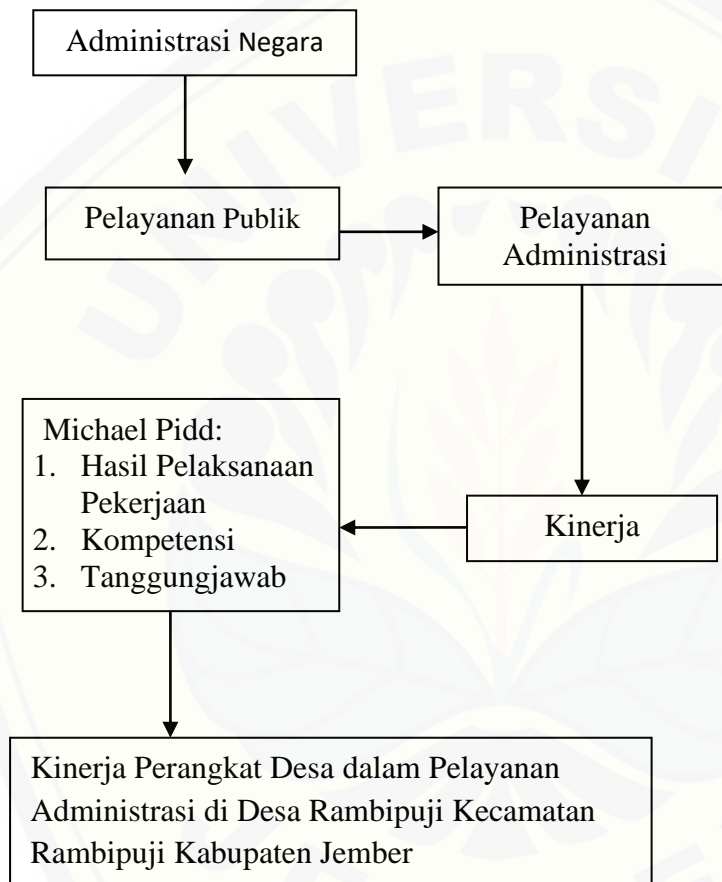 Administrasi Negara
UNIVERSI
Pelayanan Publik
Pelayanan
Administrasi
Michael Pidd:
1. Hasil Pelaksanaan
Pekerjaan
2. Kompetensi
3. Tanggungjawab
Kinerja
Kinerja Perangkat Desa dalam Pelayanan
Administrasi di Desa Rambipuji Kecamatan
Rambipuji Kabupaten Jember